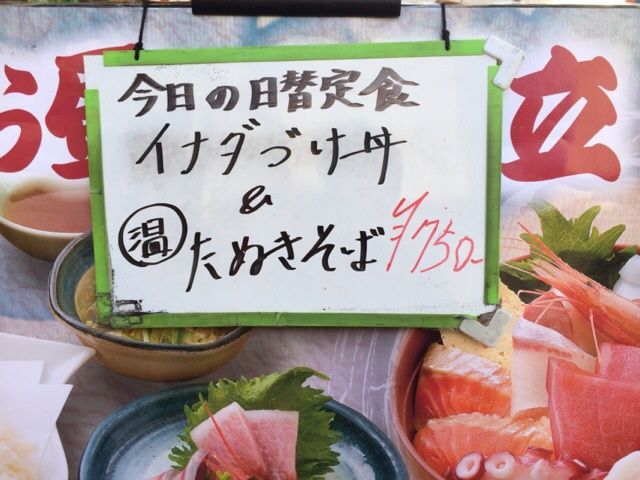 今日の日替定食
イナダづけ丼
&
温 たぬきそば ¥750-
立